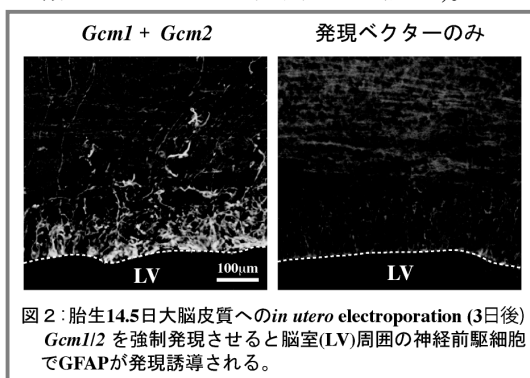 Gcm1 + Gcm2
発現ベクターのみ
LV
100μm
LV
図2:胎生14.5日大脳皮質へのin utero electroporation (3日後)
Gcm1/2 を強制発現させると脳室(LV)周囲の神経前駆細胞
でGFAPが発現誘導される。